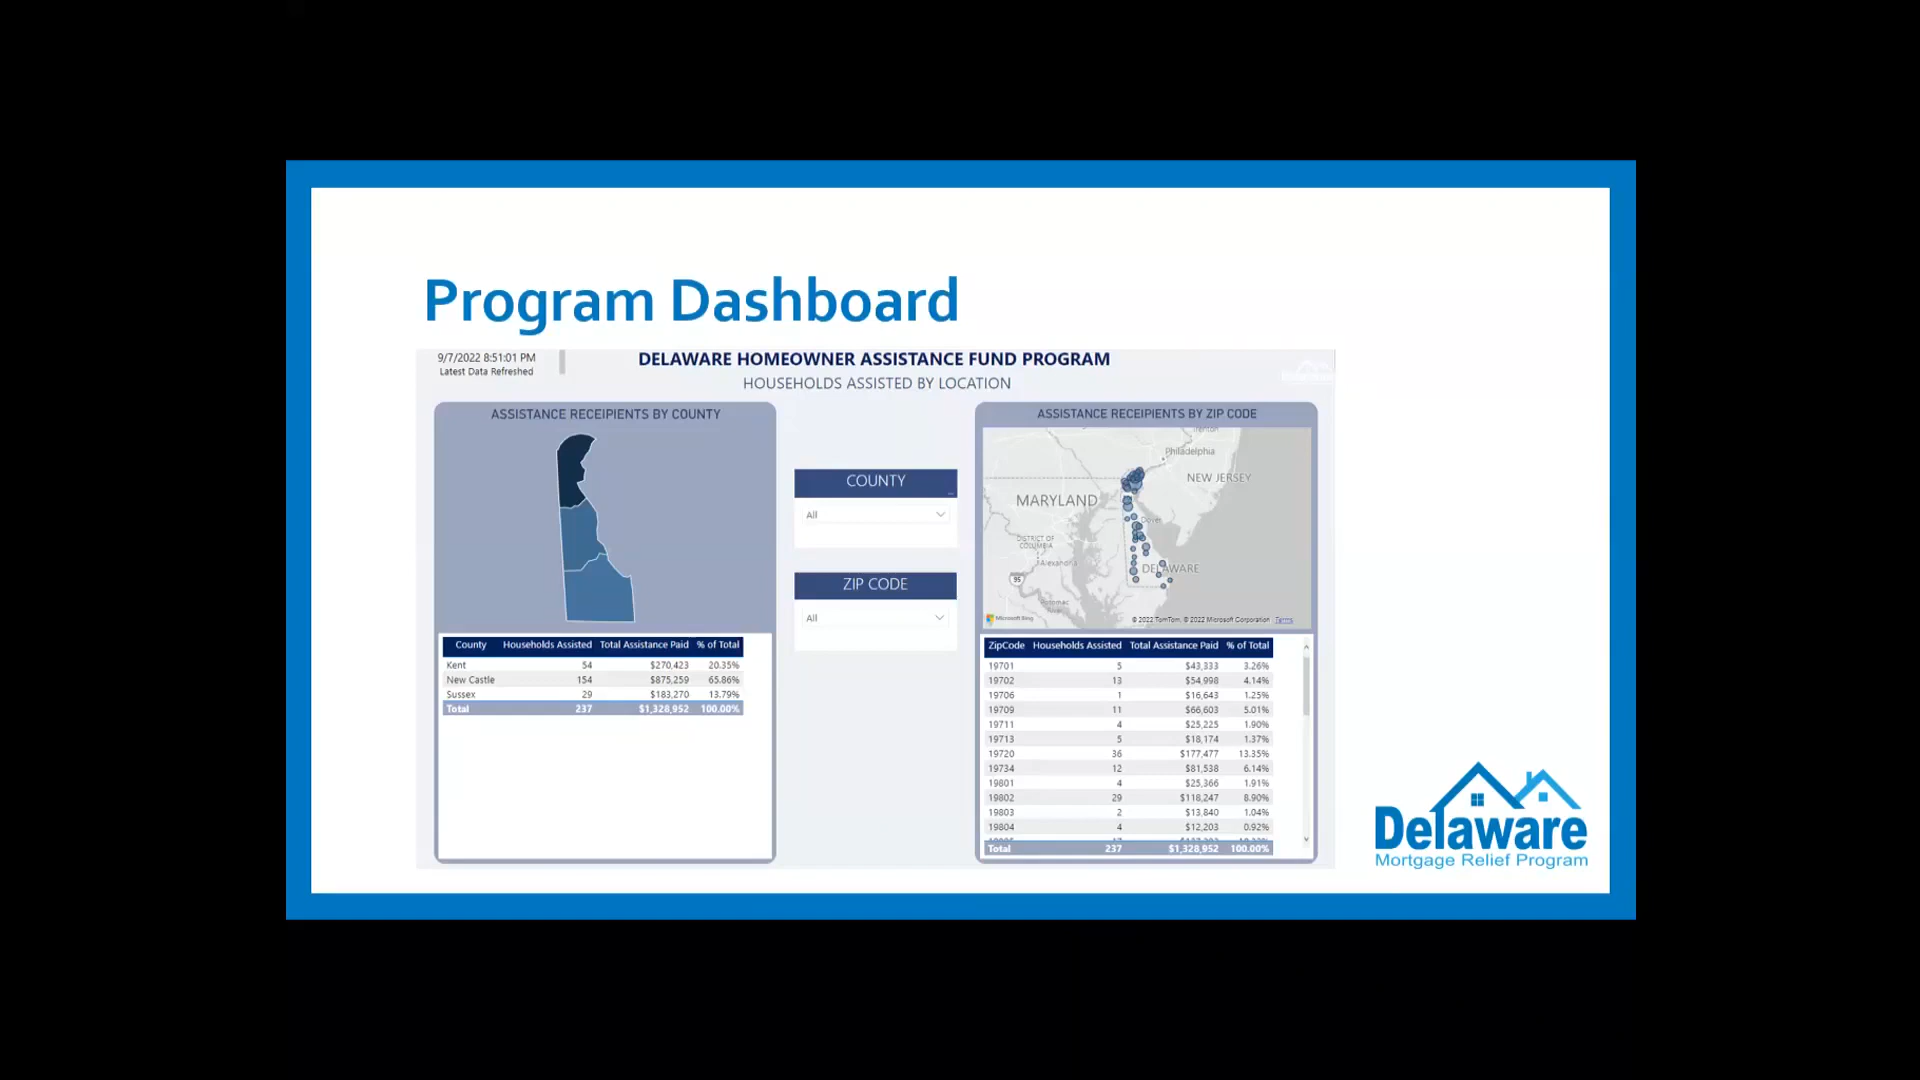 Program Dashboard
9/7/2022 8:51:01 PM
Latest Data Refreshed
DELAWARE HOMEOWNER ASSISTANCE FUND PROGRAM
HOUSEHOLDS ASSISTED BY LOCATION
ASSISTANCE RECEIPIENTS BY COUNTY
County Households Assisted Total Assistance Paid % of Total
Kent 54 $270,423 20.35%
New Castle 154 $875,259 65.86%
Sussex 29 $183,270 13.79%
Total 237 $1,328,952 100.00%
COUNTY
All
ZIP CODE
All
ASSISTANCE RECEIPIENTS BY ZIP CODE
Trenton
Philadelphia
NEW JERSEY
MARYLAND
Dover
DISTRICT OF
COLUMBIA
Alexandria
DELAWARE
95
Potomac
River
Microsoft Bing
© 2022 TomTom, © 2022 Microsoft Corporation Terms
ZipCode Households Assisted Total Assistance Paid % of Total
19701 5 $43,333 3.26%
19702 13 $54,998 4.14%
19706 1 $16,643 1.25%
19709 11 $66,603 5.01%
19711 4 $25,225 1.90%
19713 5 $18,174 1.37%
19720 36 $177,477 13.35%
19734 12 $81,538 6.14%
19801 4 $25,366 1.91%
19802 29 $118,247 8.90%
19803 2 $13,840 1.04%
19804 4 $12,203 0.92%
Total 237 $1,328,952 100.00%
Delaware
Mortgage Relief Program